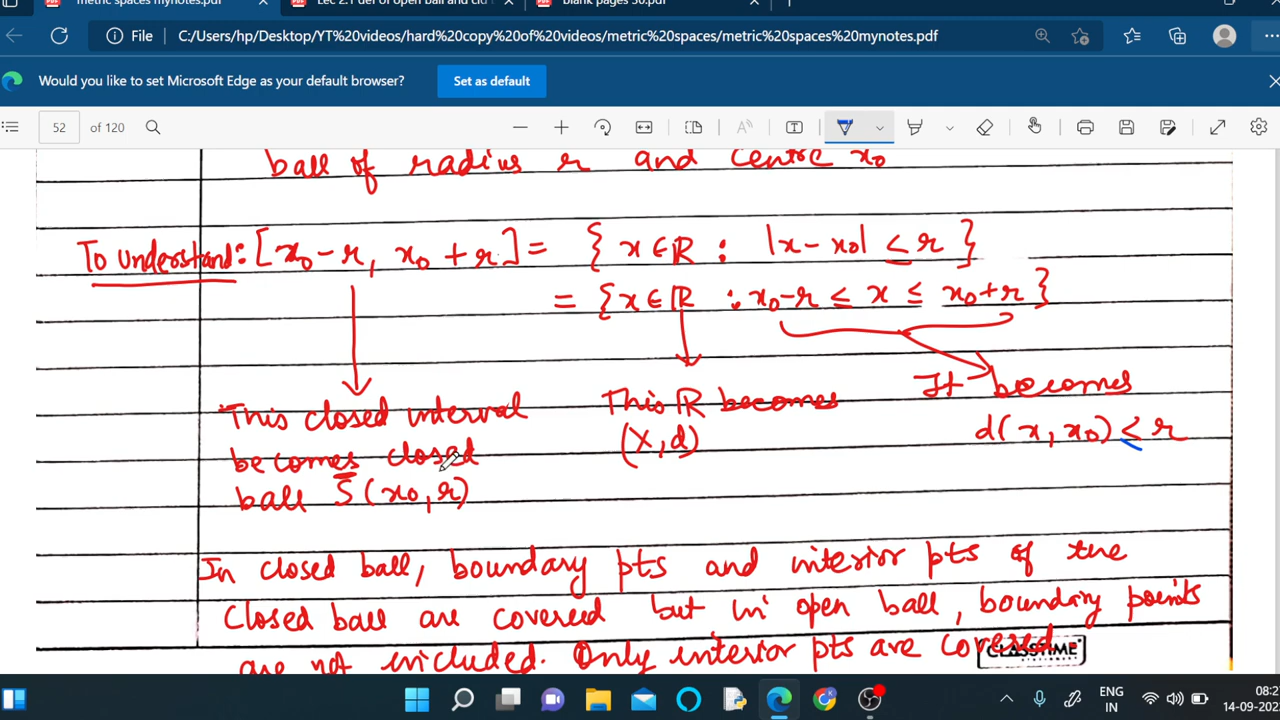 metric spaces mynotes.pdf
Lec 2.1 def of open ball and clo
blank pages 50.pdf
File C:/Users/hp/Desktop/YT%20videos/hard%20copy%20of%20videos/metric%20spaces/metric%20spaces%20mynotes.pdf
Would you like to set Microsoft Edge as your default browser? Set as default
52 of 120
ball of radius r and centre x₀
To understand: [x₀-r, x₀+r] = {x∈ℝ : |x-x₀| ≤ r}
= {x∈ℝ : x₀-r ≤ x ≤ x₀+r}
This closed interval
becomes closed
ball S̄(x₀,r)
This ℝ becomes
(X,d)
It becomes
d(x,x₀) ≤ r
In closed ball, boundary pts and interior pts of the
closed ball are covered but in open ball, boundary points
are not included. Only interior pts are covered.
CLASSTIME
ENG
IN
08:2
14-09-202